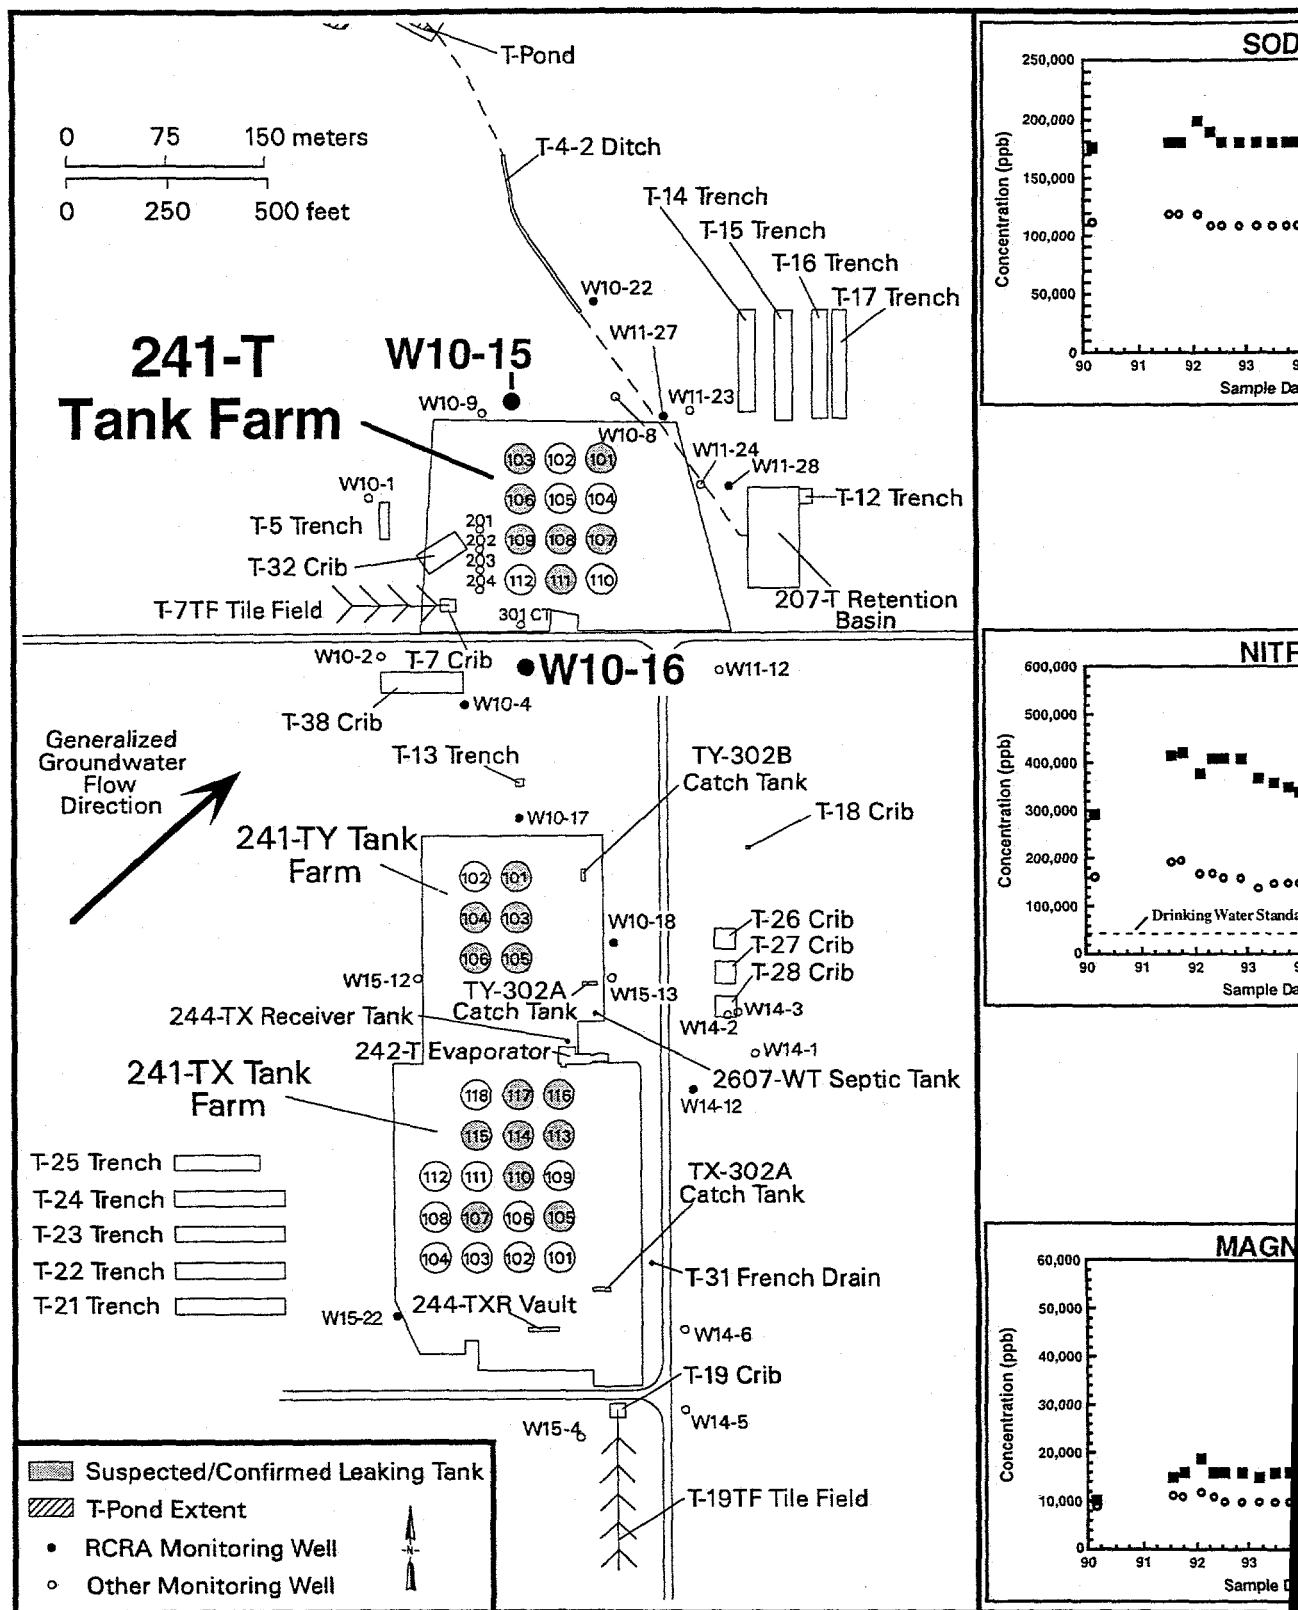 T-Pond
0 75 150 meters
0 250 500 feet
T-4-2 Ditch
T-14 Trench
T-15 Trench
T-16 Trench
T-17 Trench
W10-22
W11-27
241-T
Tank Farm
W10-15
W10-9
W11-23
W10-8
W11-24
W11-28
103 102 101
106 105 104
109 108 107
112 111 110
W10-1
T-5 Trench
201
202
203
204
T-32 Crib
T-12 Trench
T-7TF Tile Field
301 CT
207-T Retention
Basin
W10-2
T-7 Crib
W10-16
W11-12
T-38 Crib
W10-4
Generalized
Groundwater
Flow
Direction
T-13 Trench
TY-302B
Catch Tank
W10-17
T-18 Crib
241-TY Tank
Farm
102 101
104 103
106 105
W10-18
T-26 Crib
T-27 Crib
T-28 Crib
W15-12
TY-302A
Catch Tank
W15-13
W14-3
W14-2
244-TX Receiver Tank
242-T Evaporator
W14-1
2607-WT Septic Tank
W14-12
241-TX Tank
Farm
118 117 116
115 114 113
112 111 110 109
108 107 106 105
104 103 102 101
T-25 Trench
T-24 Trench
T-23 Trench
T-22 Trench
T-21 Trench
TX-302A
Catch Tank
T-31 French Drain
244-TXR Vault
W15-22
W14-6
T-19 Crib
W14-5
W15-4
T-19TF Tile Field
Suspected/Confirmed Leaking Tank
T-Pond Extent
RCRA Monitoring Well
Other Monitoring Well
N
SOD
Concentration (ppb)
250,000
200,000
150,000
100,000
50,000
0
90 91 92 93 9
Sample Da
NITF
Concentration (ppb)
600,000
500,000
400,000
300,000
200,000
100,000
0
Drinking Water Standa
90 91 92 93 9
Sample Da
MAGN
Concentration (ppb)
60,000
50,000
40,000
30,000
20,000
10,000
0
90 91 92 93
Sample D